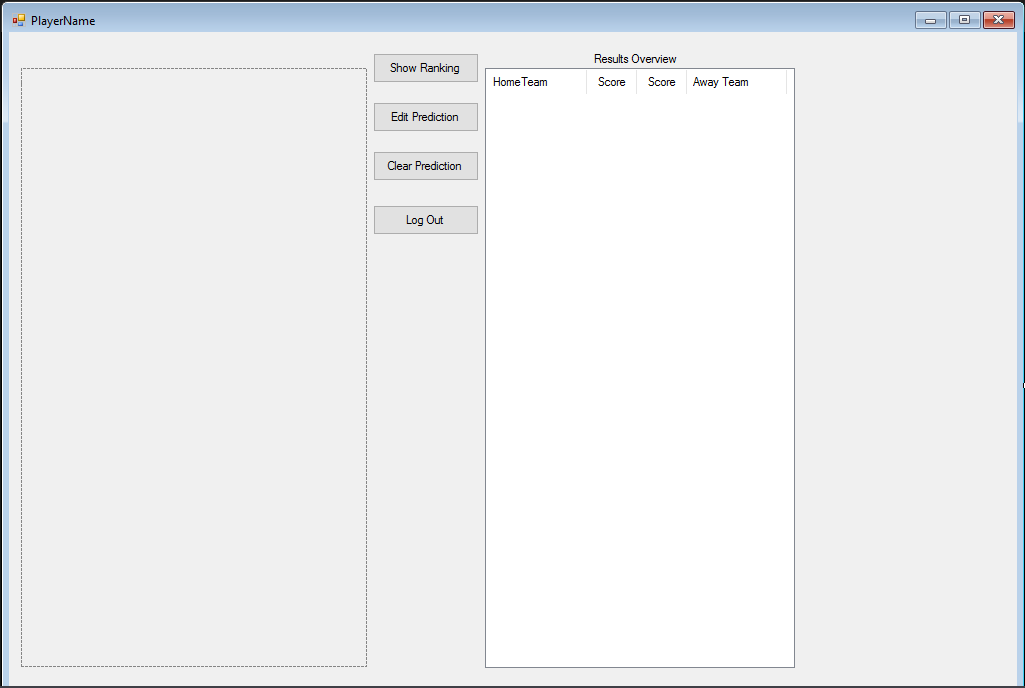 PlayerName
Show Ranking
Edit Prediction
Clear Prediction
Log Out
Results Overview
HomeTeam Score Score Away Team